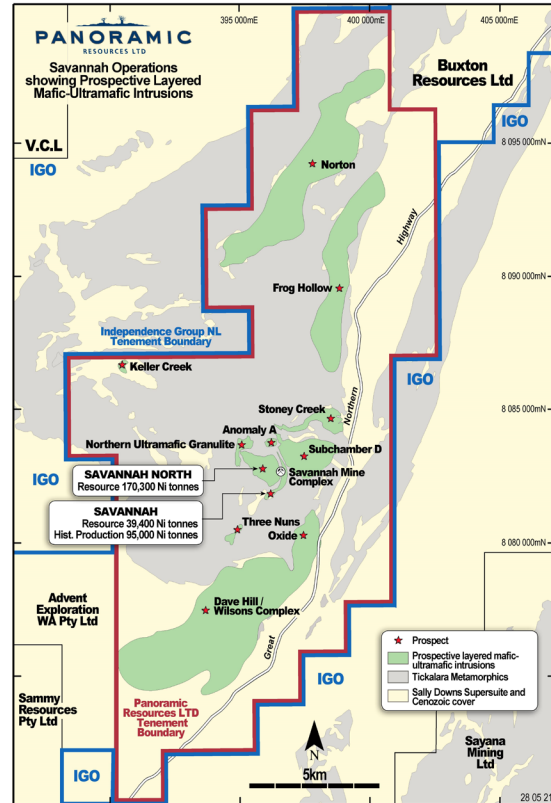 395 000mE
400 000mE
405 000mE
PANORAMIC
RESOURCES LTD
Savannah Operations
showing Prospective Layered
Mafic-Ultramafic Intrusions
Buxton
Resources Ltd
IGO
V.C.L
IGO
8 095 000mN
Norton
Highway
Frog Hollow
8 090 000mN
Independence Group NL
Tenement Boundary
Keller Creek
IGO
Stoney Creek
Northern
8 085 000mN
Anomaly A
Northern Ultramafic Granulite
Subchamber D
SAVANNAH NORTH
Resource 170,300 Ni tonnes
Savannah Mine
Complex
IGO
SAVANNAH
Resource 39,400 Ni tonnes
Hist. Production 95,000 Ni tonnes
Three Nuns
Oxide
8 080 000mN
Advent
Exploration
WA Pty Ltd
Dave Hill /
Wilsons Complex
Great
Prospect
Prospective layered mafic-
ultramafic intrusions
Tickalara Metamorphics
Sally Downs Supersuite and
Cenozoic cover
Sammy
Resources
Pty Ltd
Panoramic
Resources LTD
Tenement
Boundary
IGO
N
Sayana
Mining
Ltd
IGO
5km
28 05 21